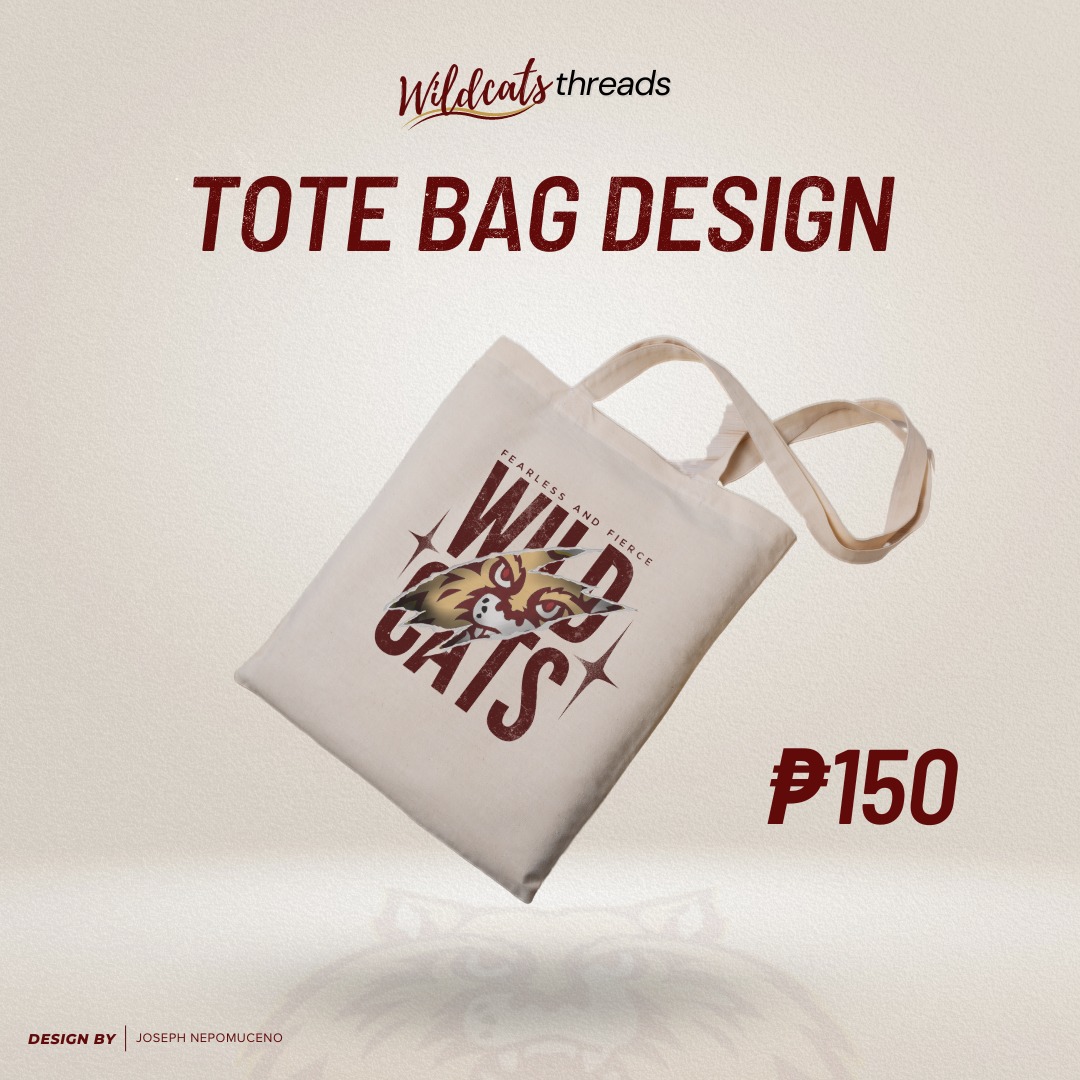 Wildcats threads
TOTE BAG DESIGN
FEARLESS AND FIERCE
WILD
CATS
₱150
DESIGN BY | JOSEPH NEPOMUCENO